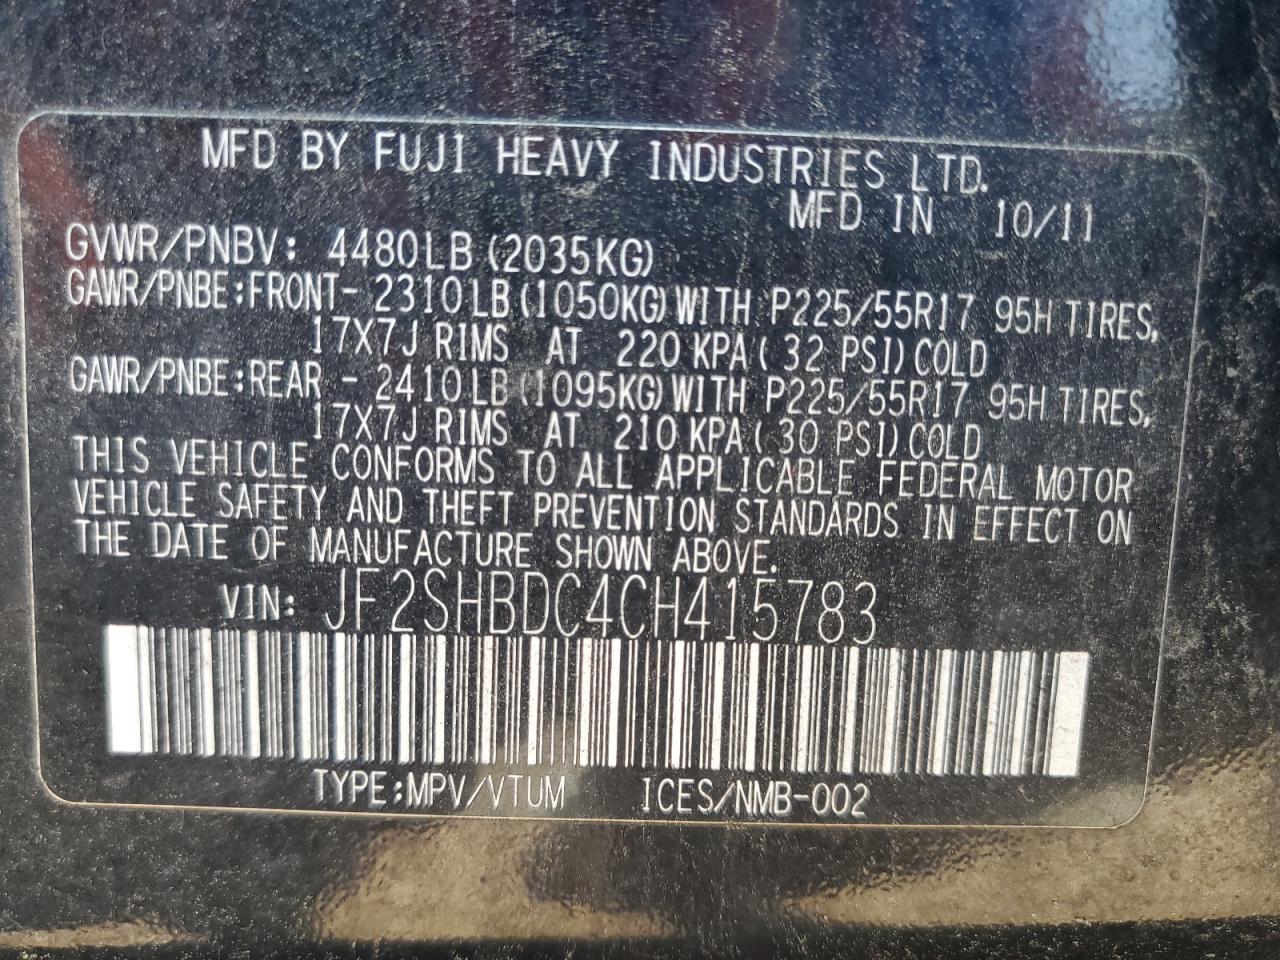 MFD BY FUJI HEAVY INDUSTRIES LTD.
MFD IN 10/11
GVWR/PNBV: 4480LB (2035KG)
GAWR/PNBE:FRONT- 2310LB(1050KG)WITH P225/55R17 95H TIRES,
17X7J RIMS AT 220 KPA( 32 PSI)COLD
GAWR/PNBE:REAR - 2410LB(1095KG)WITH P225/55R17 95H TIRES,
17X7J RIMS AT 210 KPA( 30 PSI)COLD
THIS VEHICLE CONFORMS TO ALL APPLICABLE FEDERAL MOTOR
VEHICLE SAFETY AND THEFT PREVENTION STANDARDS IN EFFECT ON
THE DATE OF MANUFACTURE SHOWN ABOVE.
VIN: JF2SHBDC4CH415783
TYPE:MPV/VTUM ICES/NMB-002